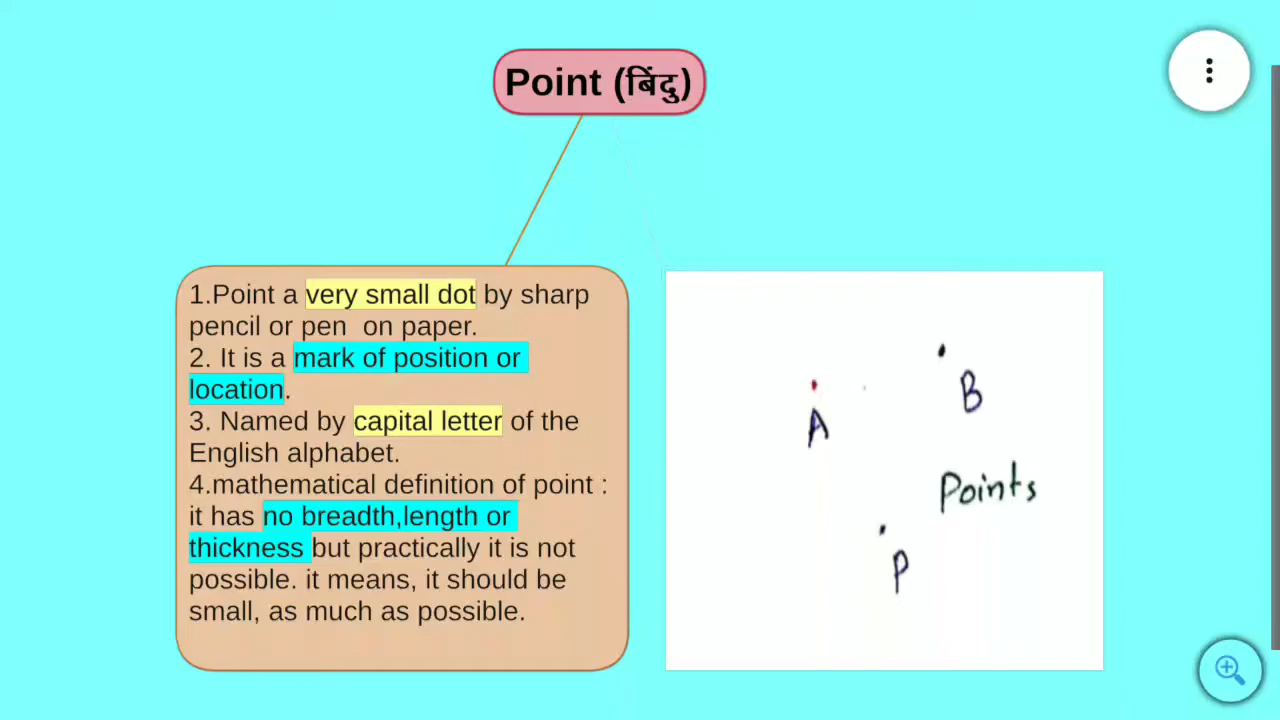 Point (बिंदु)
1.Point a very small dot by sharp
pencil or pen  on paper.
2. It is a mark of position or
location.
3. Named by capital letter of the
English alphabet.
4.mathematical definition of point :
it has no breadth,length or
thickness but practically it is not
possible. it means, it should be
small, as much as possible.
A
B
Points
P